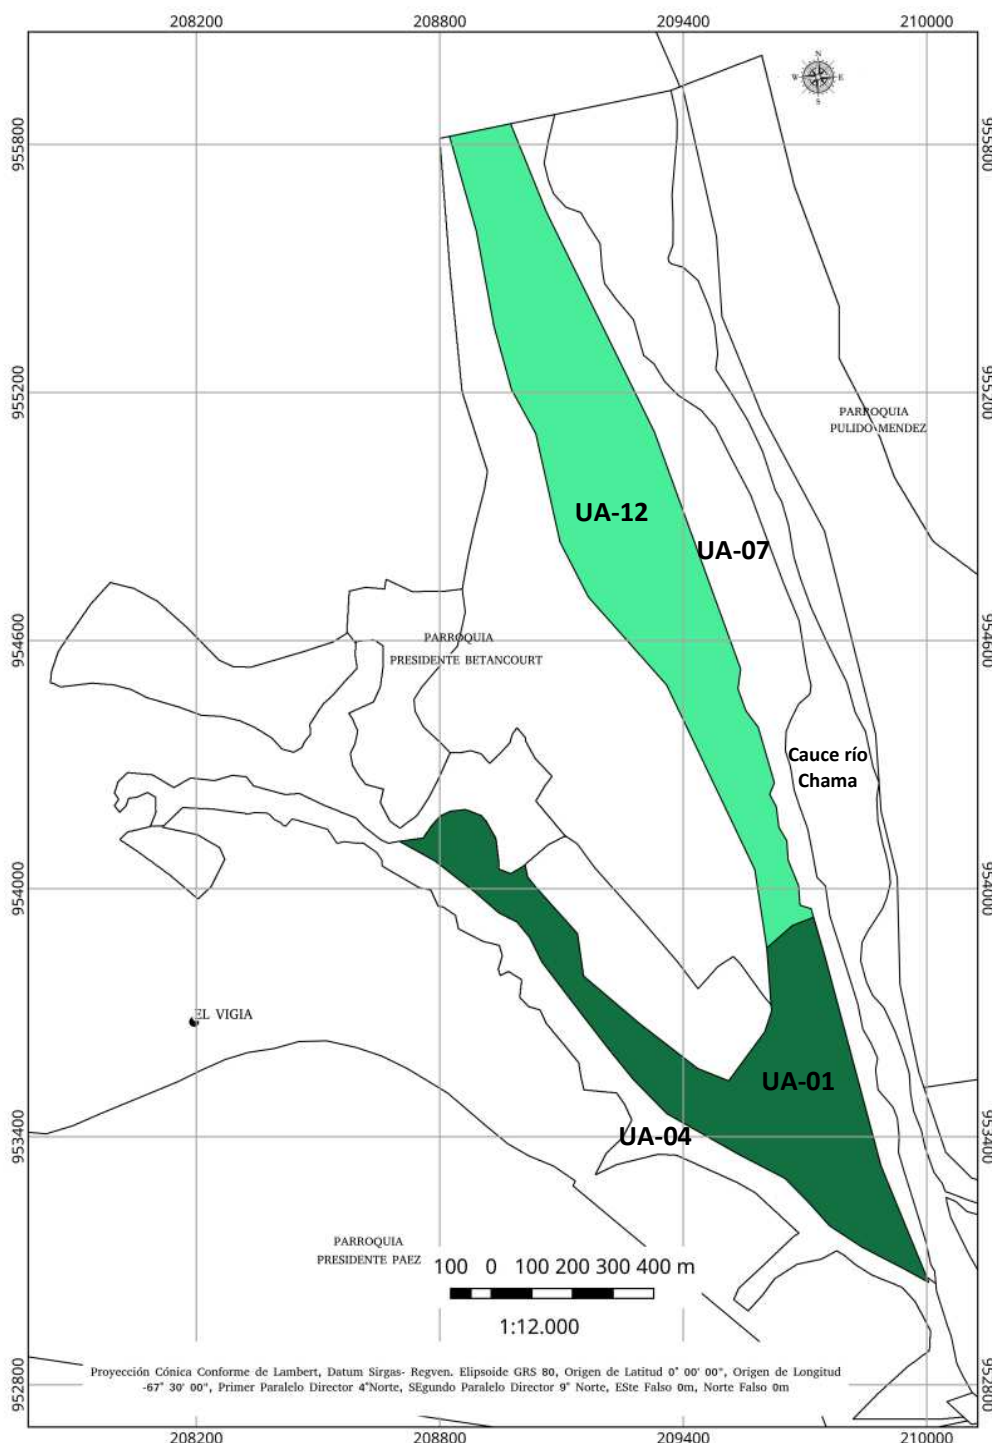 208200 208800 209400 210000
N
W E
S
955800 955800
955200 955200
PARROQUIA
PULIDO MENDEZ
UA-12
UA-07
954600 954600
PARROQUIA
PRESIDENTE BETANCOURT
Cauce río
Chama
954000 954000
EL VIGIA
UA-01
953400 953400
UA-04
PARROQUIA
PRESIDENTE PAEZ
100 0 100 200 300 400 m
1:12.000
Proyección Cónica Conforme de Lambert, Datum Sirgas- Regven. Elipsoide GRS 80, Origen de Latitud 0° 00' 00", Origen de Longitud
-67° 30' 00", Primer Paralelo Director 4°Norte, SEgundo Paralelo Director 9° Norte, ESte Falso 0m, Norte Falso 0m
952800 952800
208200 208800 209400 210000